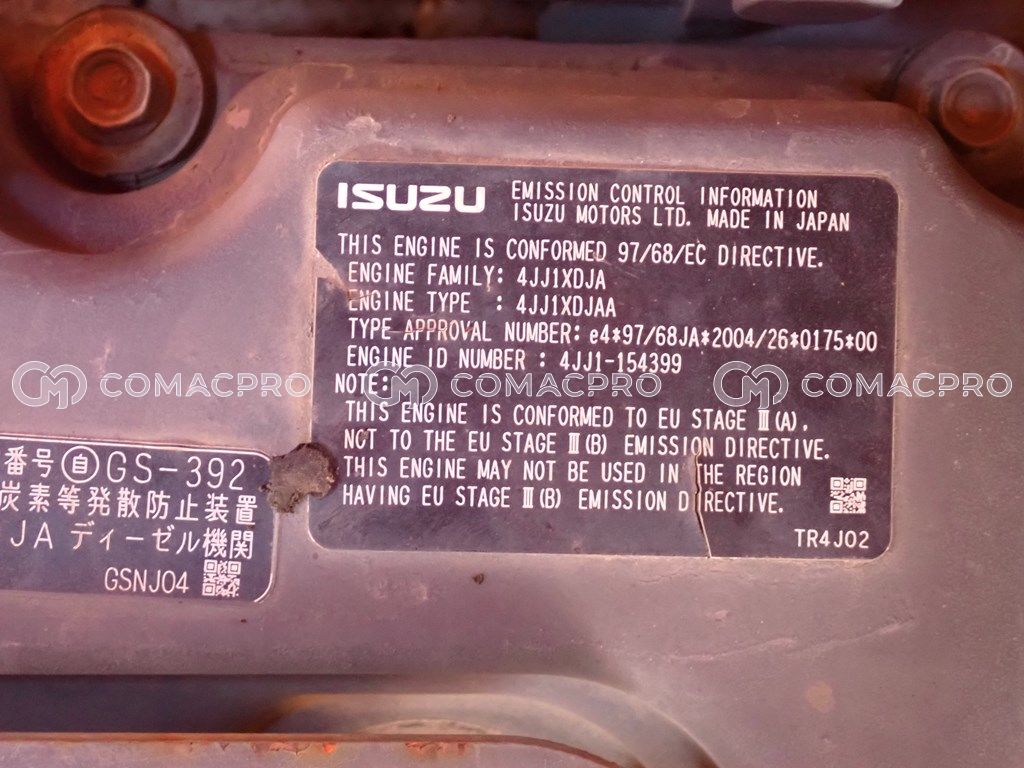 ISUZU
EMISSION CONTROL INFORMATION
ISUZU MOTORS LTD. MADE IN JAPAN
THIS ENGINE IS CONFORMED 97/68/EC DIRECTIVE.
ENGINE FAMILY: 4JJ1XDJA
ENGINE TYPE : 4JJ1XDJAA
TYPE APPROVAL NUMBER: e4*97/68JA*2004/26*0175*00
ENGINE ID NUMBER : 4JJ1-154399
NOTE:
THIS ENGINE IS CONFORMED TO EU STAGE Ⅲ(A),
NOT TO THE EU STAGE Ⅲ(B) EMISSION DIRECTIVE.
THIS ENGINE MAY NOT BE USED IN THE REGION
HAVING EU STAGE Ⅲ(B) EMISSION DIRECTIVE.
TR4J02
番号 自 GS-392
炭素等発散防止装置
JA ディーゼル機関
GSNJ04
COMACPRO COMACPRO COMACPRO